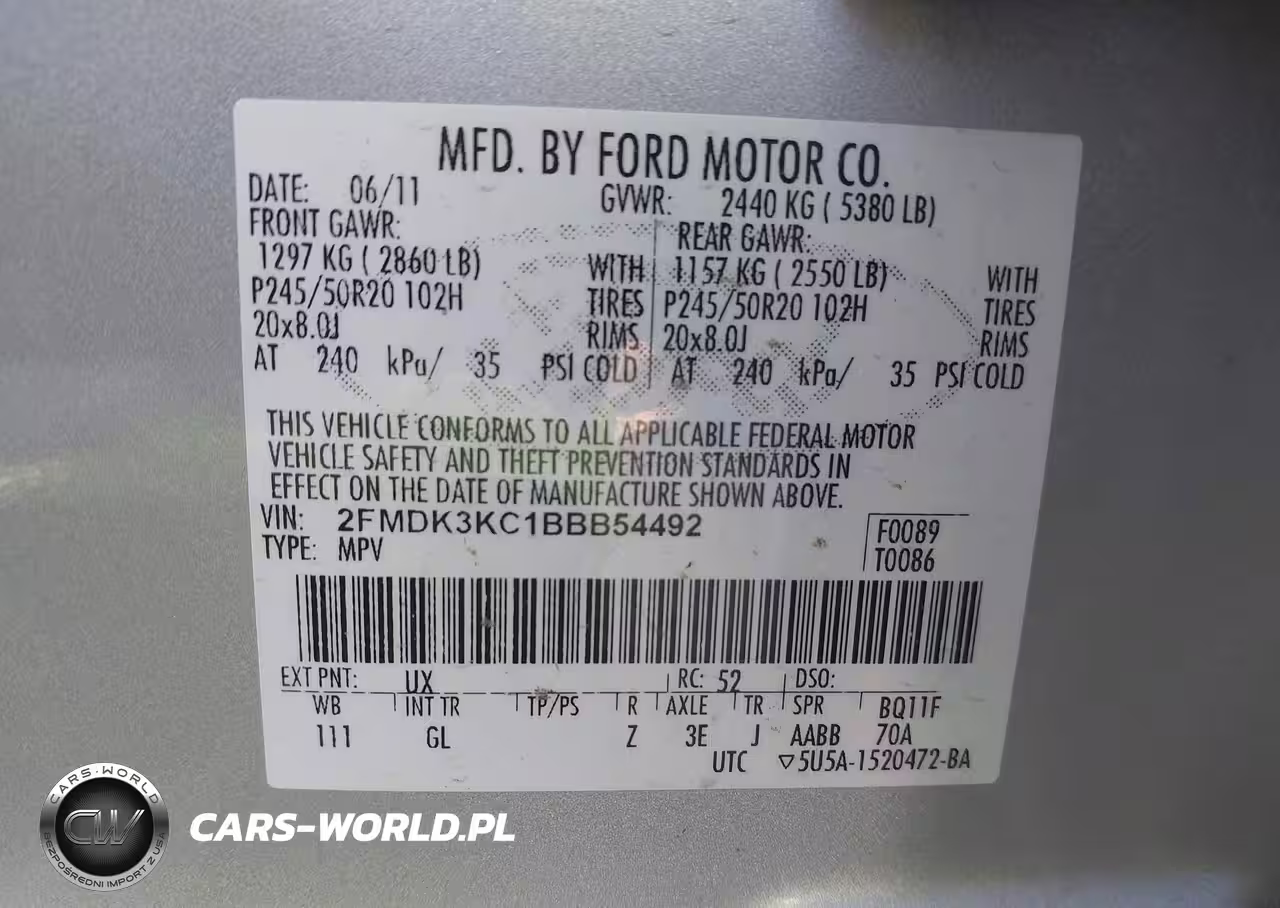 MFD. BY FORD MOTOR CO.
DATE: 06/11 GVWR: 2440 KG ( 5380 LB)
FRONT GAWR: REAR GAWR:
1297 KG ( 2860 LB) WITH 1157 KG ( 2550 LB) WITH
P245/50R20 102H TIRES P245/50R20 102H TIRES
20x8.0J RIMS 20x8.0J RIMS
AT 240 kPa/ 35 PSI COLD AT 240 kPa/ 35 PSI COLD
THIS VEHICLE CONFORMS TO ALL APPLICABLE FEDERAL MOTOR
VEHICLE SAFETY AND THEFT PREVENTION STANDARDS IN
EFFECT ON THE DATE OF MANUFACTURE SHOWN ABOVE.
VIN: 2FMDK3KC1BBB54492 F0089
TYPE: MPV T0086
EXT PNT: UX RC: 52 DSO:
WB INT TR TP/PS R AXLE TR SPR BQ11F
111 GL Z 3E J AABB 70A
UTC ▽5U5A-1520472-BA
CARS-WORLD
CW
BEZPOŚREDNI IMPORT Z USA
CARS-WORLD.PL